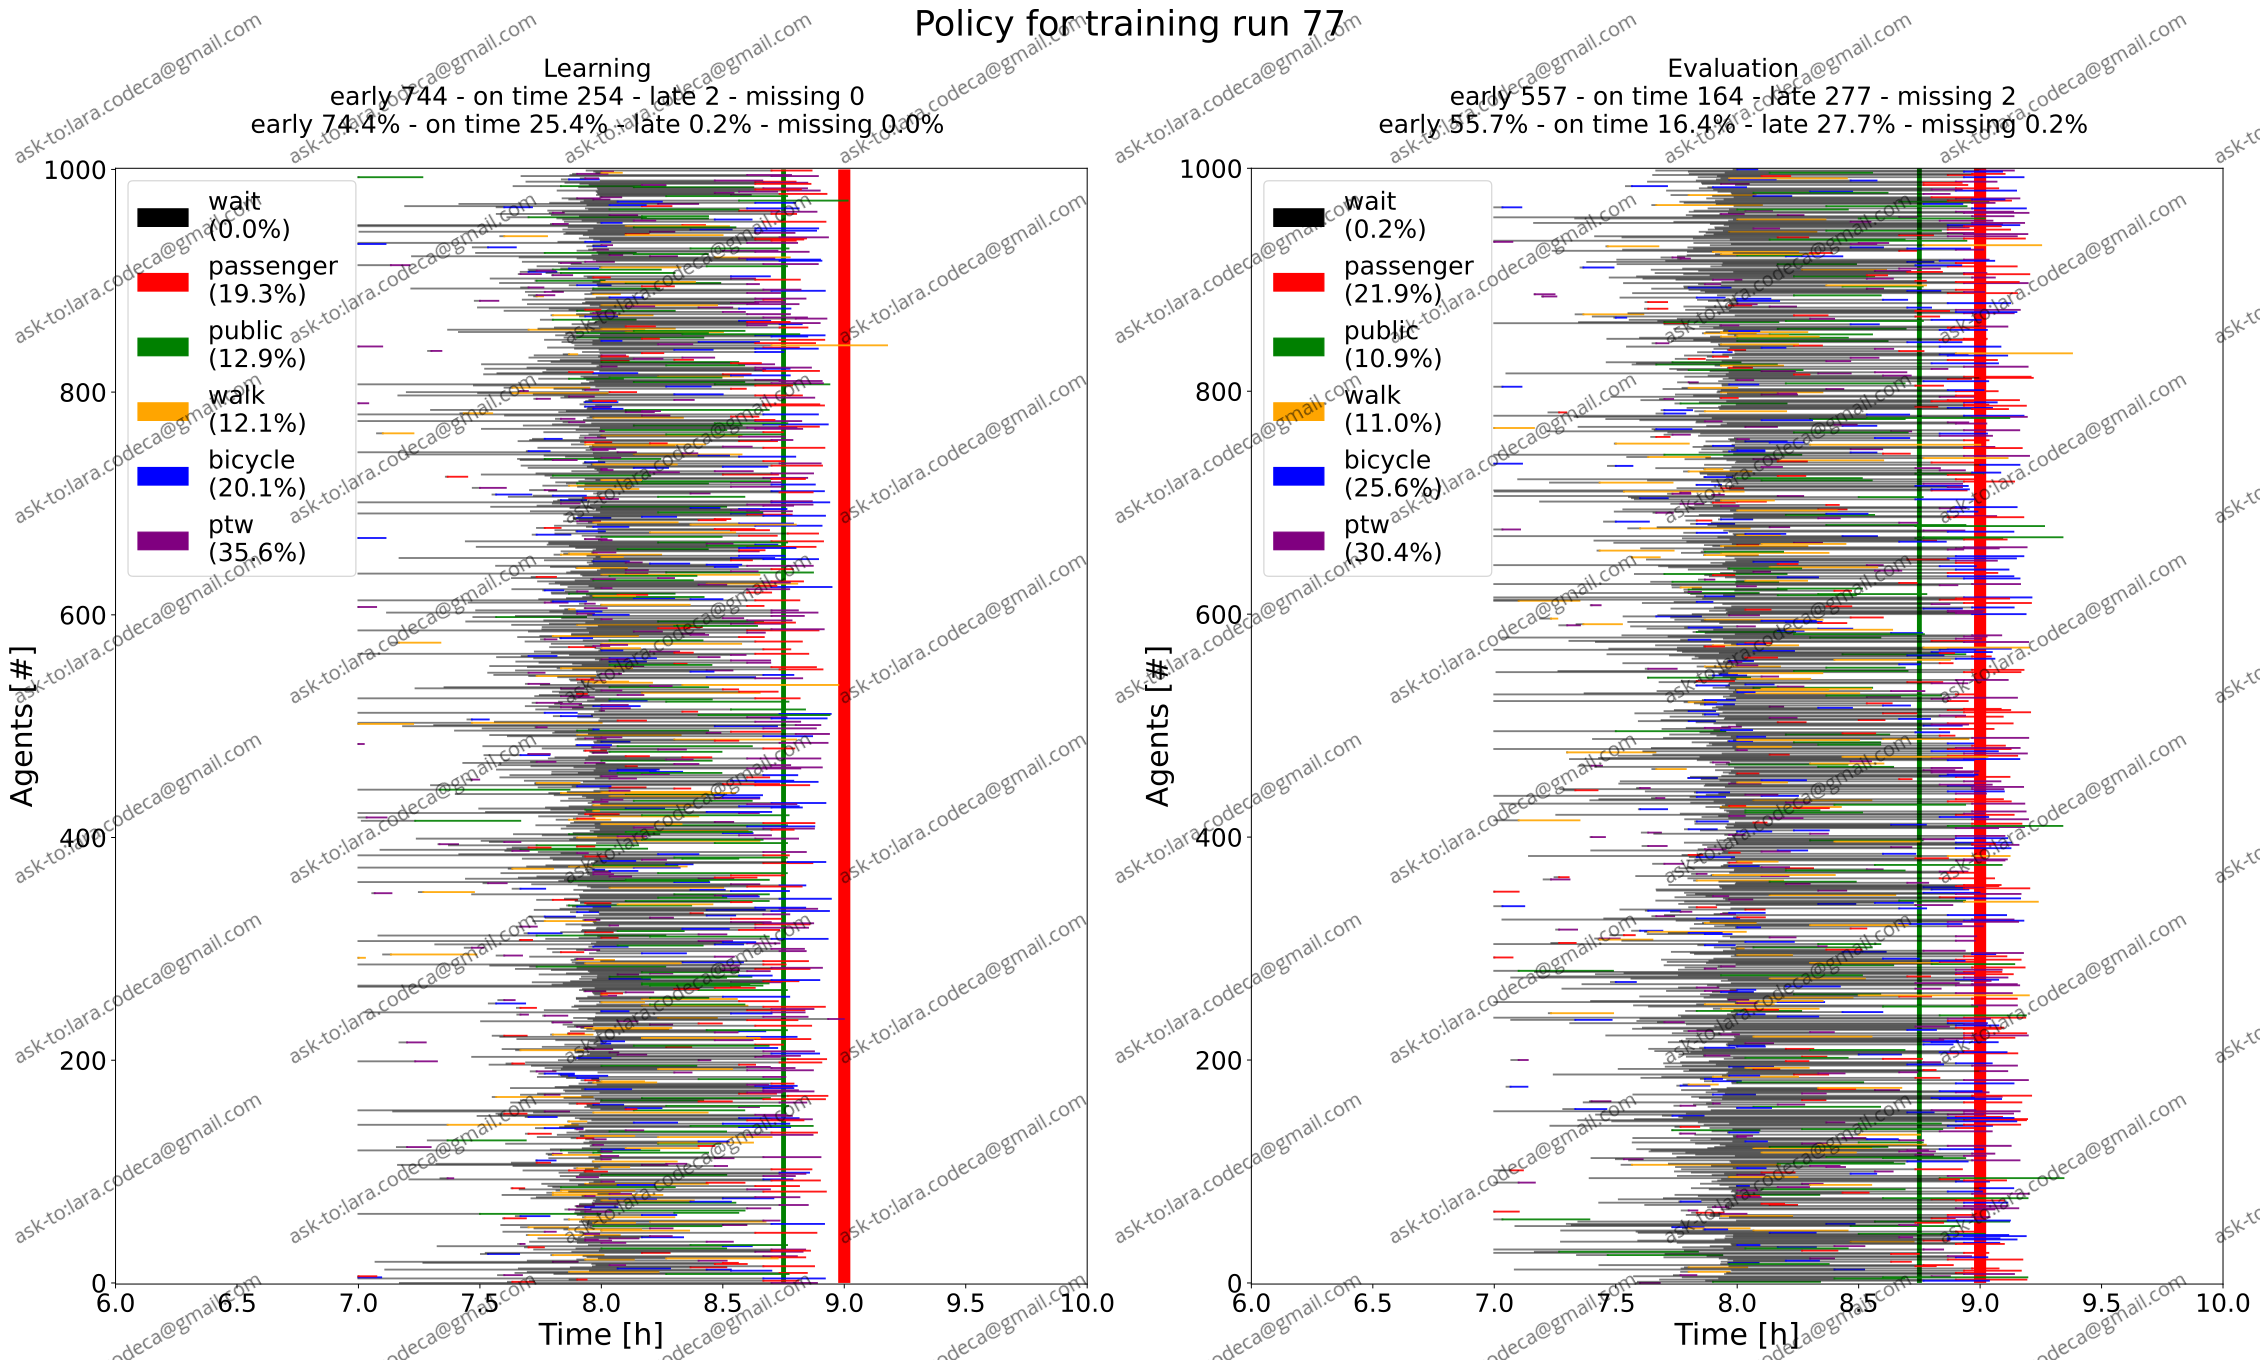 Policy for training run 77
Learning
early 744 - on time 254 - late 2 - missing 0
early 74.4% - on time 25.4% - late 0.2% - missing 0.0%
Agents [#]
1000
800
600
400
200
0
wait
(0.0%)
passenger
(19.3%)
public
(12.9%)
walk
(12.1%)
bicycle
(20.1%)
ptw
(35.6%)
6.0 6.5 7.0 7.5 8.0 8.5 9.0 9.5 10.0
Time [h]
Evaluation
early 557 - on time 164 - late 277 - missing 2
early 55.7% - on time 16.4% - late 27.7% - missing 0.2%
Agents [#]
1000
800
600
400
200
0
wait
(0.2%)
passenger
(21.9%)
public
(10.9%)
walk
(11.0%)
bicycle
(25.6%)
ptw
(30.4%)
6.0 6.5 7.0 7.5 8.0 8.5 9.0 9.5 10.0
Time [h]
ask-to:lara.codeca@gmail.com